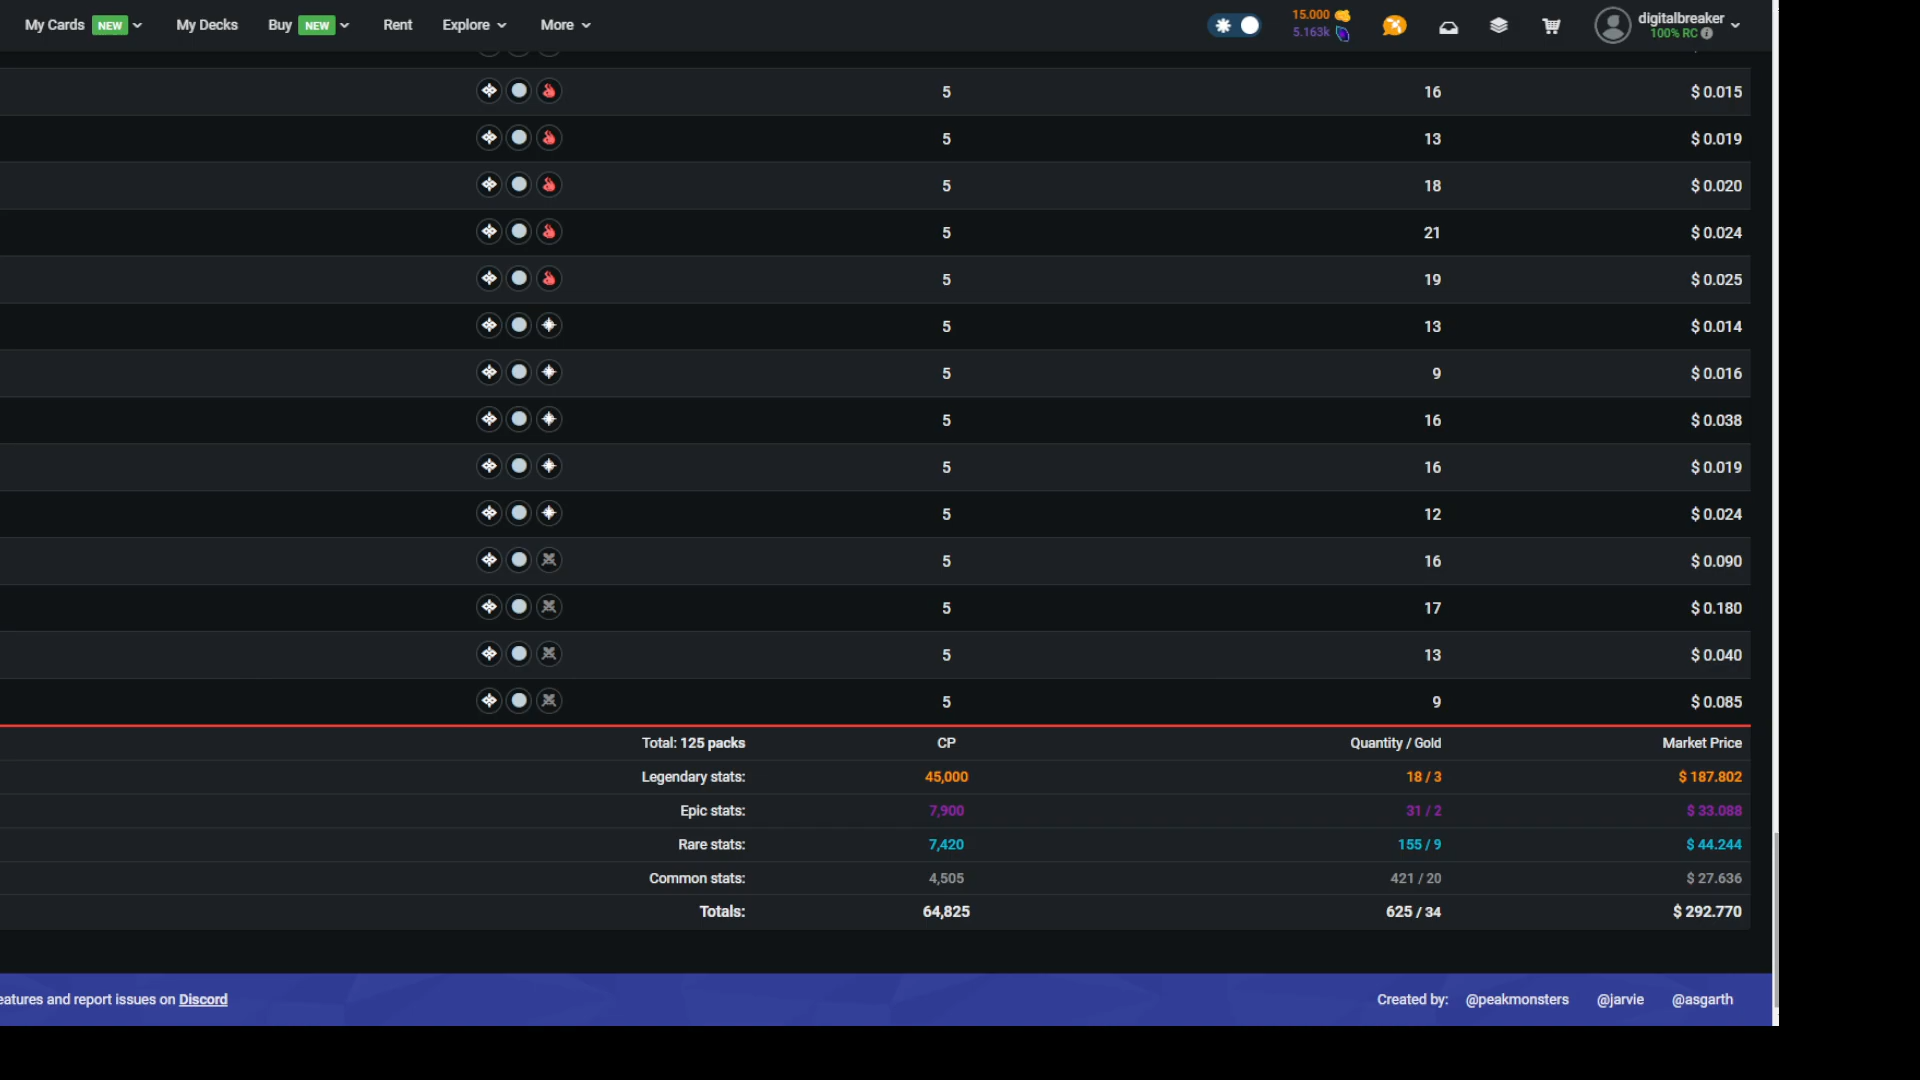 My Cards NEW My Decks Buy NEW Rent Explore More 15.000 digitalbreaker
5.163k 100% RC
5 16 $ 0.015
5 13 $ 0.019
5 18 $ 0.020
5 21 $ 0.024
5 19 $ 0.025
5 13 $ 0.014
5 9 $ 0.016
5 16 $ 0.038
5 16 $ 0.019
5 12 $ 0.024
5 16 $ 0.090
5 17 $ 0.180
5 13 $ 0.040
5 9 $ 0.085
Total: 125 packs CP Quantity / Gold Market Price
Legendary stats: 45,000 18 / 3 $ 187.802
Epic stats: 7,900 31 / 2 $ 33.088
Rare stats: 7,420 155 / 9 $ 44.244
Common stats: 4,505 421 / 20 $ 27.636
Totals: 64,825 625 / 34 $ 292.770
eatures and report issues on Discord Created by: @peakmonsters @jarvie @asgarth